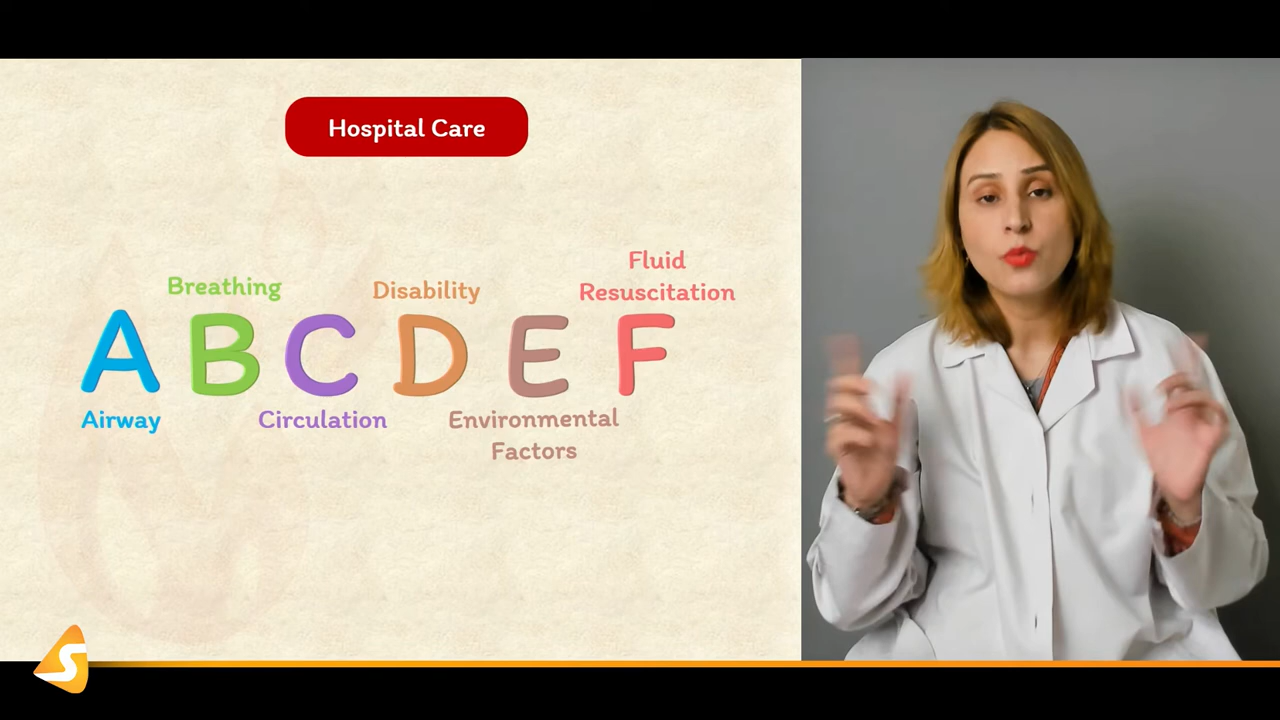 Hospital Care
Fluid
Breathing Disability Resuscitation
A B C D E F
Airway Circulation Environmental
Factors
S